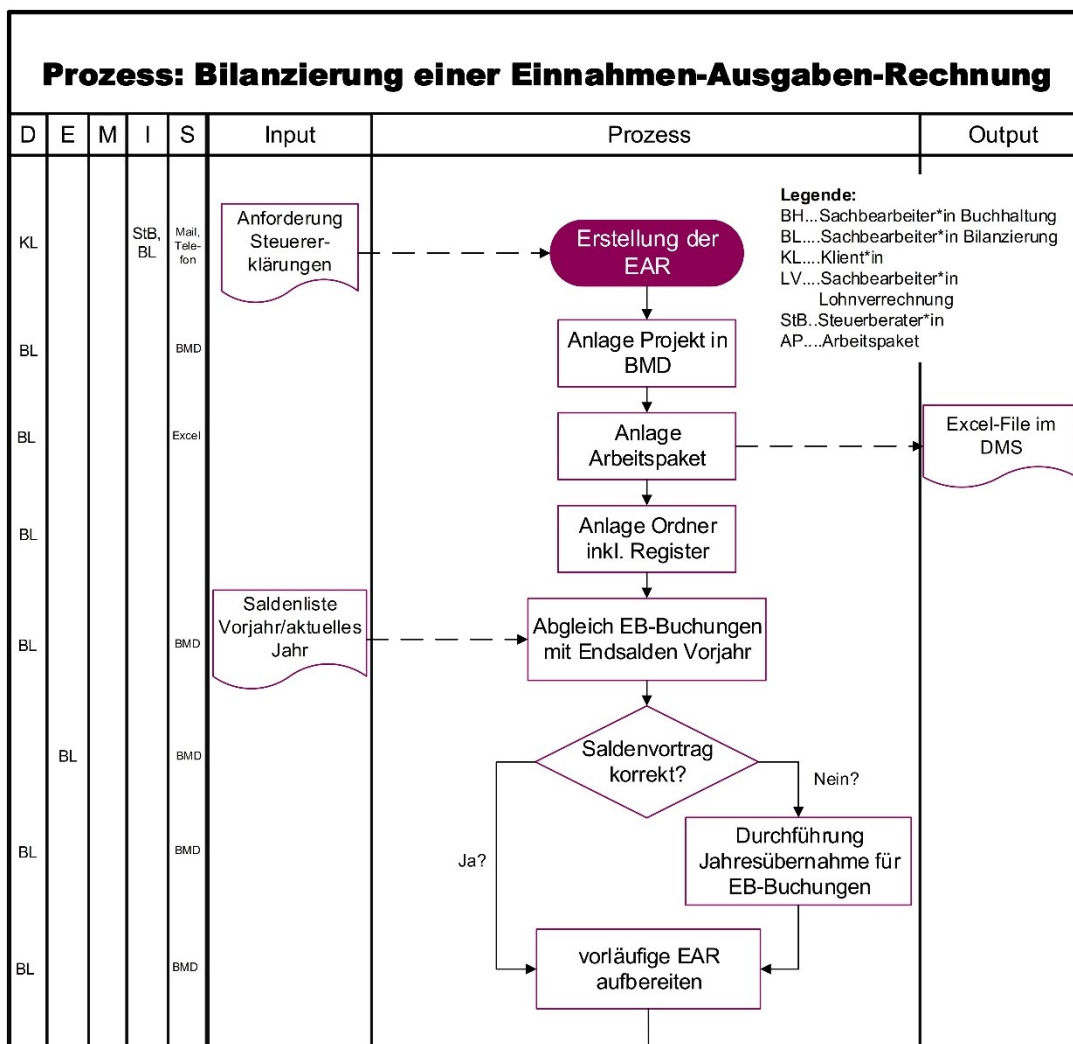 Prozess: Bilanzierung einer Einnahmen-Ausgaben-Rechnung
D E M I S Input Prozess Output
Legende:
BH...Sachbearbeiter*in Buchhaltung
BL....Sachbearbeiter*in Bilanzierung
KL....Klient*in
LV....Sachbearbeiter*in
Lohnverrechnung
StB..Steuerberater*in
AP....Arbeitspaket
KL
StB,
BL
Mail,
Telefon
Tele-
fon
Anforderung
Steuerer-
klärungen
Erstellung der
EAR
BL
BMD
Anlage Projekt in
BMD
BL
Excel
Anlage
Arbeitspaket
Excel-File im
DMS
BL
Anlage Ordner
inkl. Register
BL
BMD
Saldenliste
Vorjahr/aktuelles
Jahr
Abgleich EB-Buchungen
mit Endsalden Vorjahr
BL
BMD
Saldenvortrag
korrekt?
Nein?
BL
BMD
Ja?
Durchführung
Jahresübernahme für
EB-Buchungen
BL
BMD
vorläufige EAR
aufbereiten